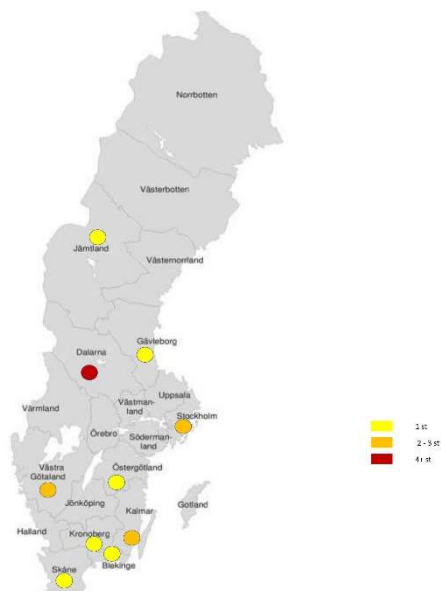 Norrbotten
Västerbotten
Jämtland
Västernorrland
Gävleborg
Dalarna
Uppsala
Västman-
land
Värmland
Stockholm
Örebro
Söderman-
land
Västra
Götaland
Östergötland
Jönköping
Gotland
Kalmar
Halland
Kronoberg
Blekinge
Skåne
1 st
2 - 3 st
4+ st